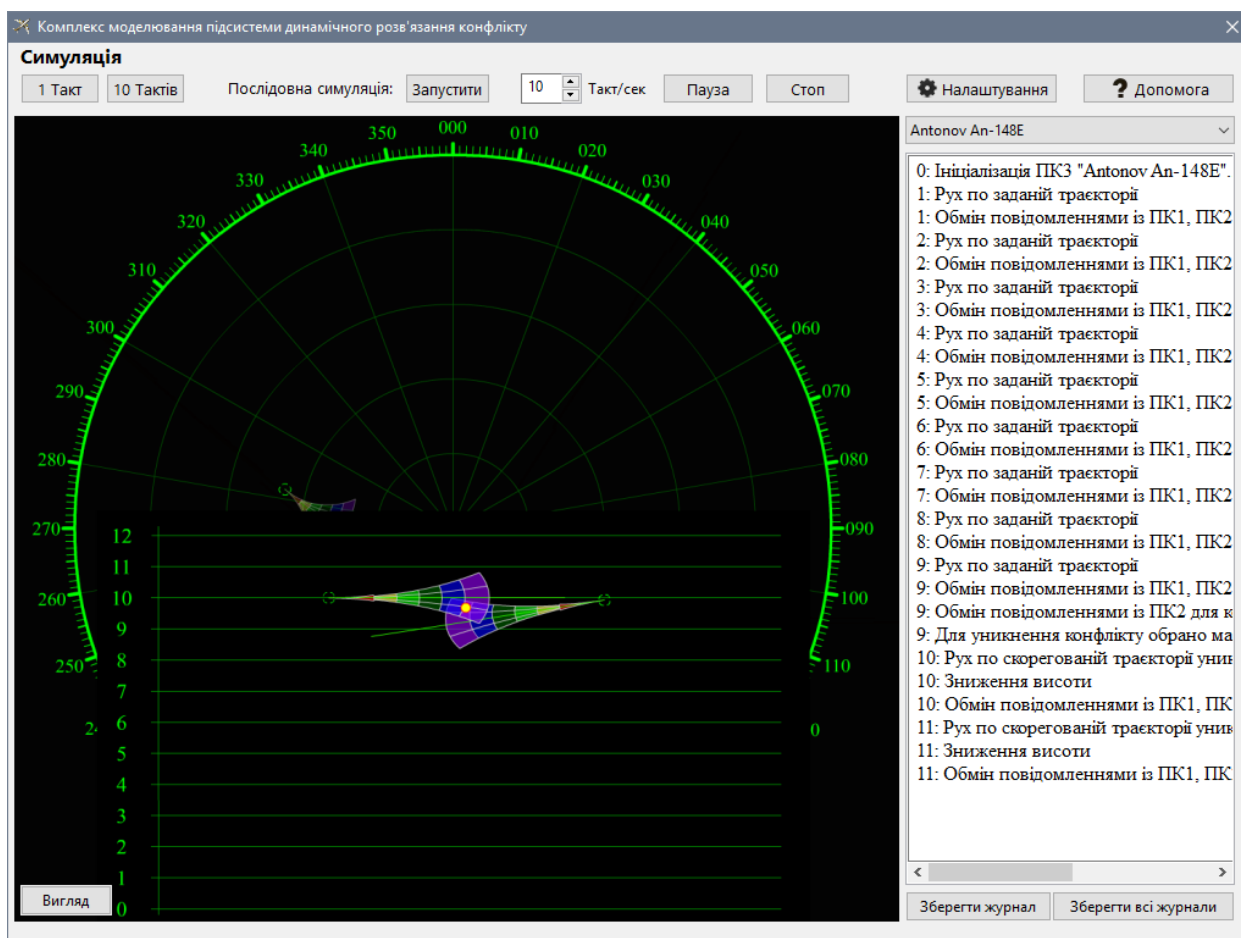 Комплекс моделювання підсистеми динамічного розв'язання конфлікту
Симуляція
1 Такт 10 Тактів Послідовна симуляція: Запустити 10 Такт/сек Пауза Стоп Налаштування ? Допомога
Antonov An-148E
350 000 010
340 020
330 030
320 040
310 050
300 060
290 070
280 080
270 090
260 100
250 110
24 0
12
11
10
9
8
7
6
5
4
3
2
1
0
Вигляд
0: Ініціалізація ПК3 "Antonov An-148E".
1: Рух по заданій траєкторії
1: Обмін повідомленнями із ПК1, ПК2
2: Рух по заданій траєкторії
2: Обмін повідомленнями із ПК1, ПК2
3: Рух по заданій траєкторії
3: Обмін повідомленнями із ПК1, ПК2
4: Рух по заданій траєкторії
4: Обмін повідомленнями із ПК1, ПК2
5: Рух по заданій траєкторії
5: Обмін повідомленнями із ПК1, ПК2
6: Рух по заданій траєкторії
6: Обмін повідомленнями із ПК1, ПК2
7: Рух по заданій траєкторії
7: Обмін повідомленнями із ПК1, ПК2
8: Рух по заданій траєкторії
8: Обмін повідомленнями із ПК1, ПК2
9: Рух по заданій траєкторії
9: Обмін повідомленнями із ПК1, ПК2
9: Обмін повідомленнями із ПК2 для к
9: Для уникнення конфлікту обрано ма
10: Рух по скорегованій траєкторії уник
10: Зниження висоти
10: Обмін повідомленнями із ПК1, ПК
11: Рух по скорегованій траєкторії уник
11: Зниження висоти
11: Обмін повідомленнями із ПК1, ПК
Зберегти журнал Зберегти всі журнали